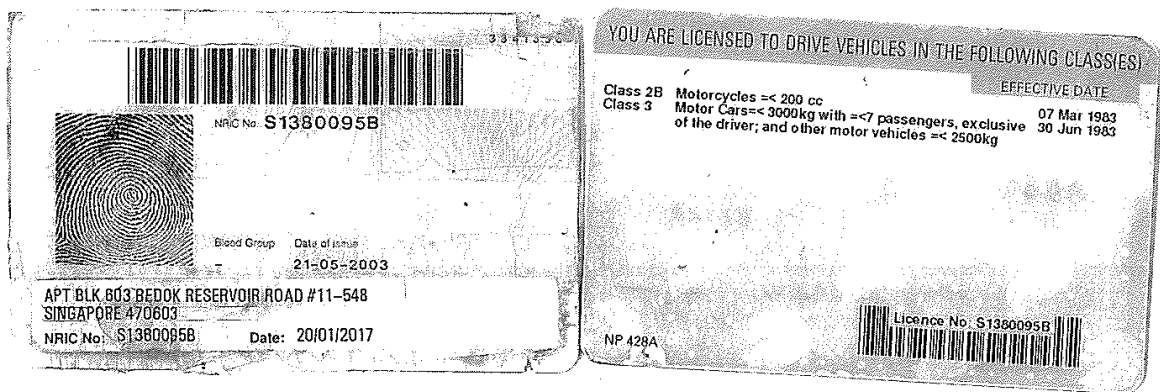 NRIC No. S1380095B
Blood Group Date of issue
- 21-05-2003
APT BLK 603 BEDOK RESERVOIR ROAD #11-548
SINGAPORE 470603
NRIC No: S1380095B Date: 20/01/2017
YOU ARE LICENSED TO DRIVE VEHICLES IN THE FOLLOWING CLASS(ES)
EFFECTIVE DATE
Class 2B Motorcycles =< 200 cc 07 Mar 1983
Class 3 Motor Cars=< 3000kg with =<7 passengers, exclusive 30 Jun 1983
of the driver; and other motor vehicles =< 2500kg
Licence No: S1380095B
NP 428A